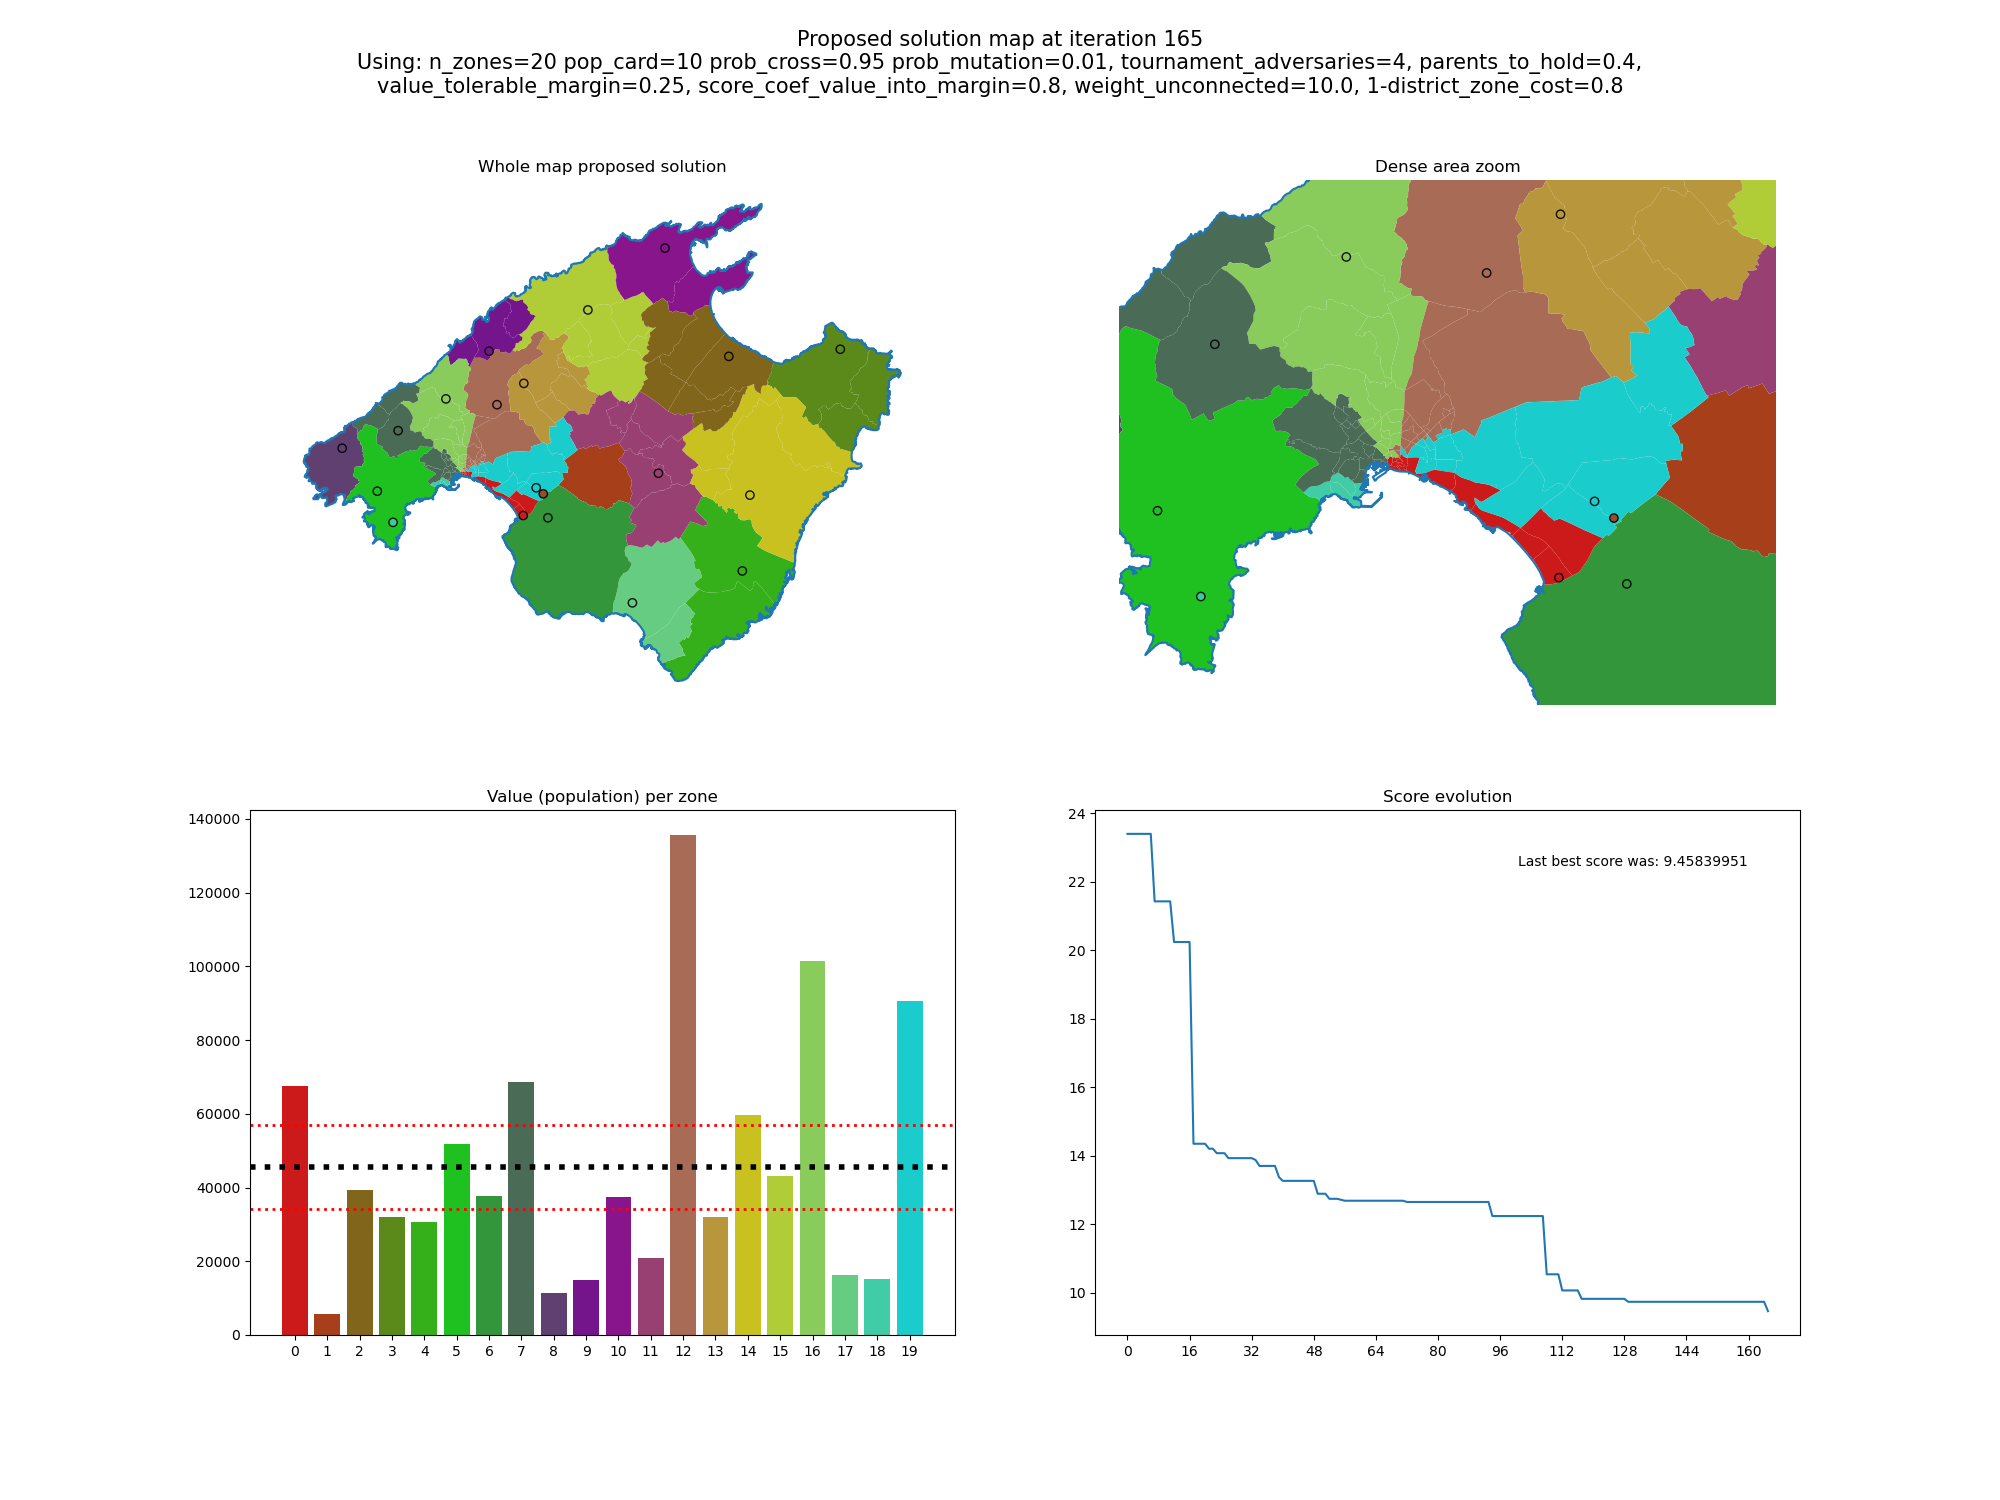 Proposed solution map at iteration 165
Using: n_zones=20 pop_card=10 prob_cross=0.95 prob_mutation=0.01, tournament_adversaries=4, parents_to_hold=0.4,
value_tolerable_margin=0.25, score_coef_value_into_margin=0.8, weight_unconnected=10.0, 1-district_zone_cost=0.8
Whole map proposed solution
Dense area zoom
Value (population) per zone
140000
120000
100000
80000
60000
40000
20000
0
0 1 2 3 4 5 6 7 8 9 10 11 12 13 14 15 16 17 18 19
Score evolution
Last best score was: 9.45839951
24
22
20
18
16
14
12
10
0 16 32 48 64 80 96 112 128 144 160